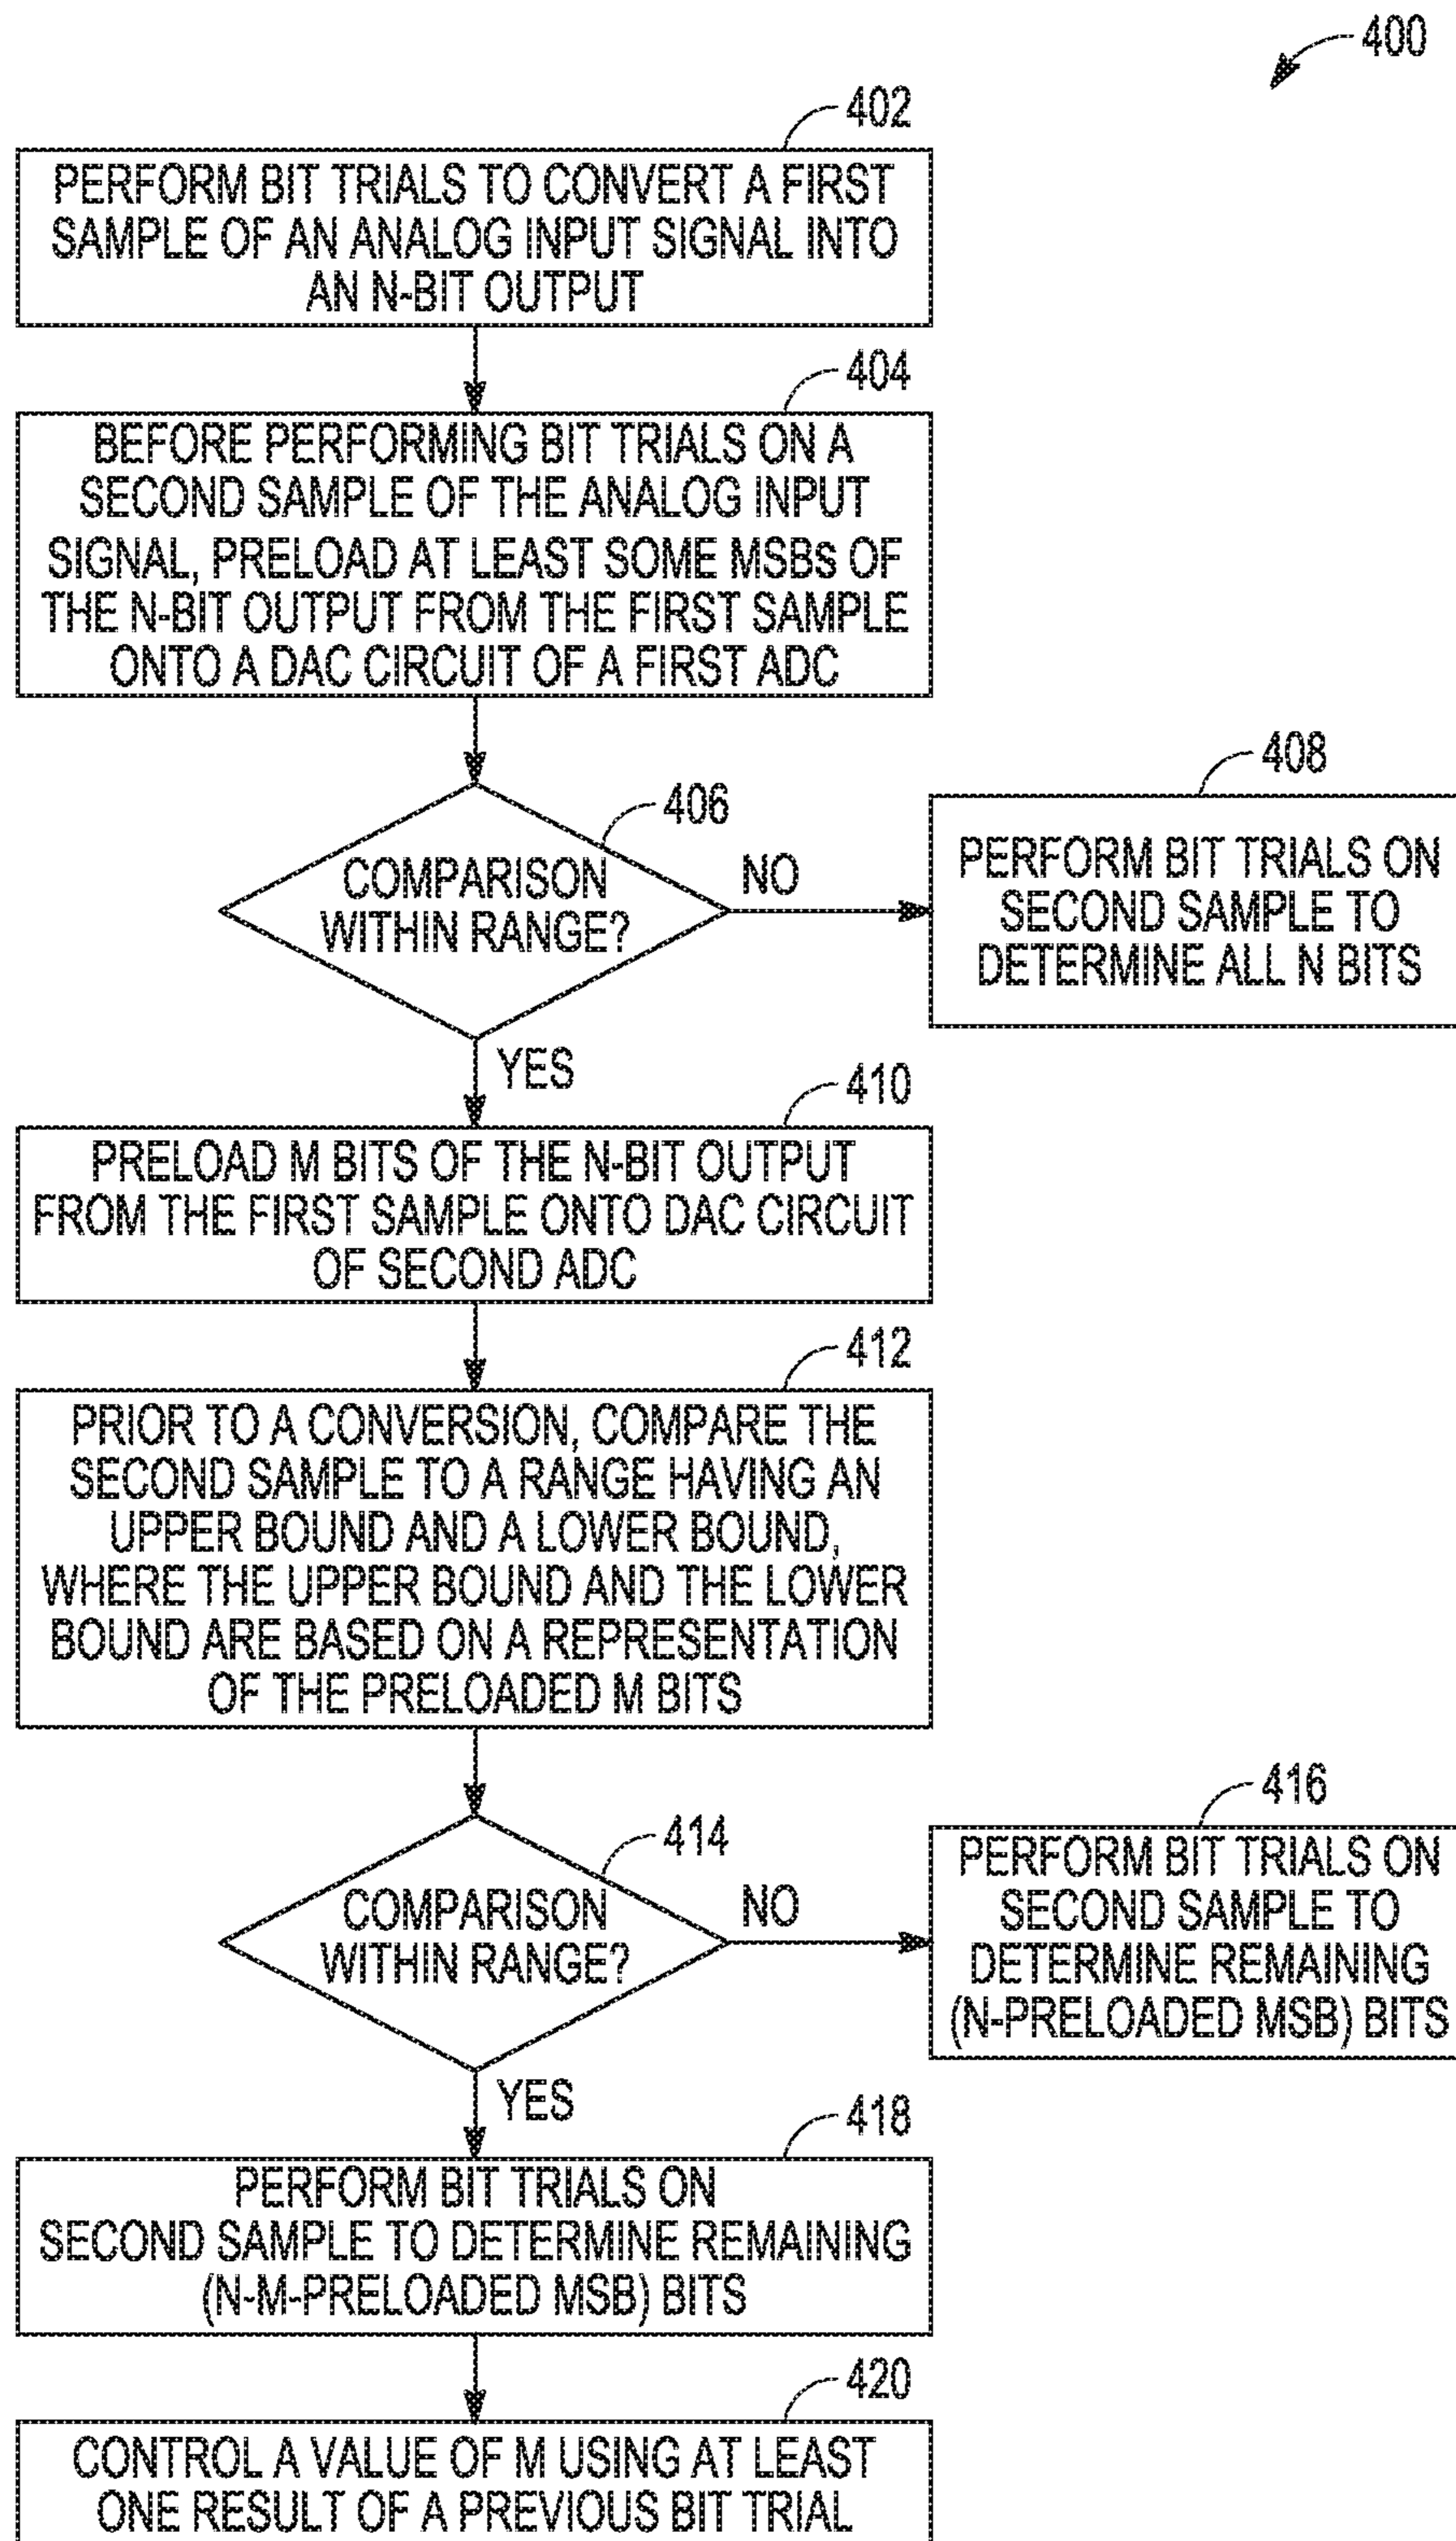 400
402
PERFORM BIT TRIALS TO CONVERT A FIRST
SAMPLE OF AN ANALOG INPUT SIGNAL INTO
AN N-BIT OUTPUT
404
BEFORE PERFORMING BIT TRIALS ON A
SECOND SAMPLE OF THE ANALOG INPUT
SIGNAL, PRELOAD AT LEAST SOME MSBs OF
THE N-BIT OUTPUT FROM THE FIRST SAMPLE
ONTO A DAC CIRCUIT OF A FIRST ADC
406
COMPARISON
WITHIN RANGE?
NO
408
PERFORM BIT TRIALS ON
SECOND SAMPLE TO
DETERMINE ALL N BITS
YES
410
PRELOAD M BITS OF THE N-BIT OUTPUT
FROM THE FIRST SAMPLE ONTO DAC CIRCUIT
OF SECOND ADC
412
PRIOR TO A CONVERSION, COMPARE THE
SECOND SAMPLE TO A RANGE HAVING AN
UPPER BOUND AND A LOWER BOUND,
WHERE THE UPPER BOUND AND THE LOWER
BOUND ARE BASED ON A REPRESENTATION
OF THE PRELOADED M BITS
414
COMPARISON
WITHIN RANGE?
NO
416
PERFORM BIT TRIALS ON
SECOND SAMPLE TO
DETERMINE REMAINING
(N-PRELOADED MSB) BITS
YES
418
PERFORM BIT TRIALS ON
SECOND SAMPLE TO DETERMINE REMAINING
(N-M-PRELOADED MSB) BITS
420
CONTROL A VALUE OF M USING AT LEAST
ONE RESULT OF A PREVIOUS BIT TRIAL